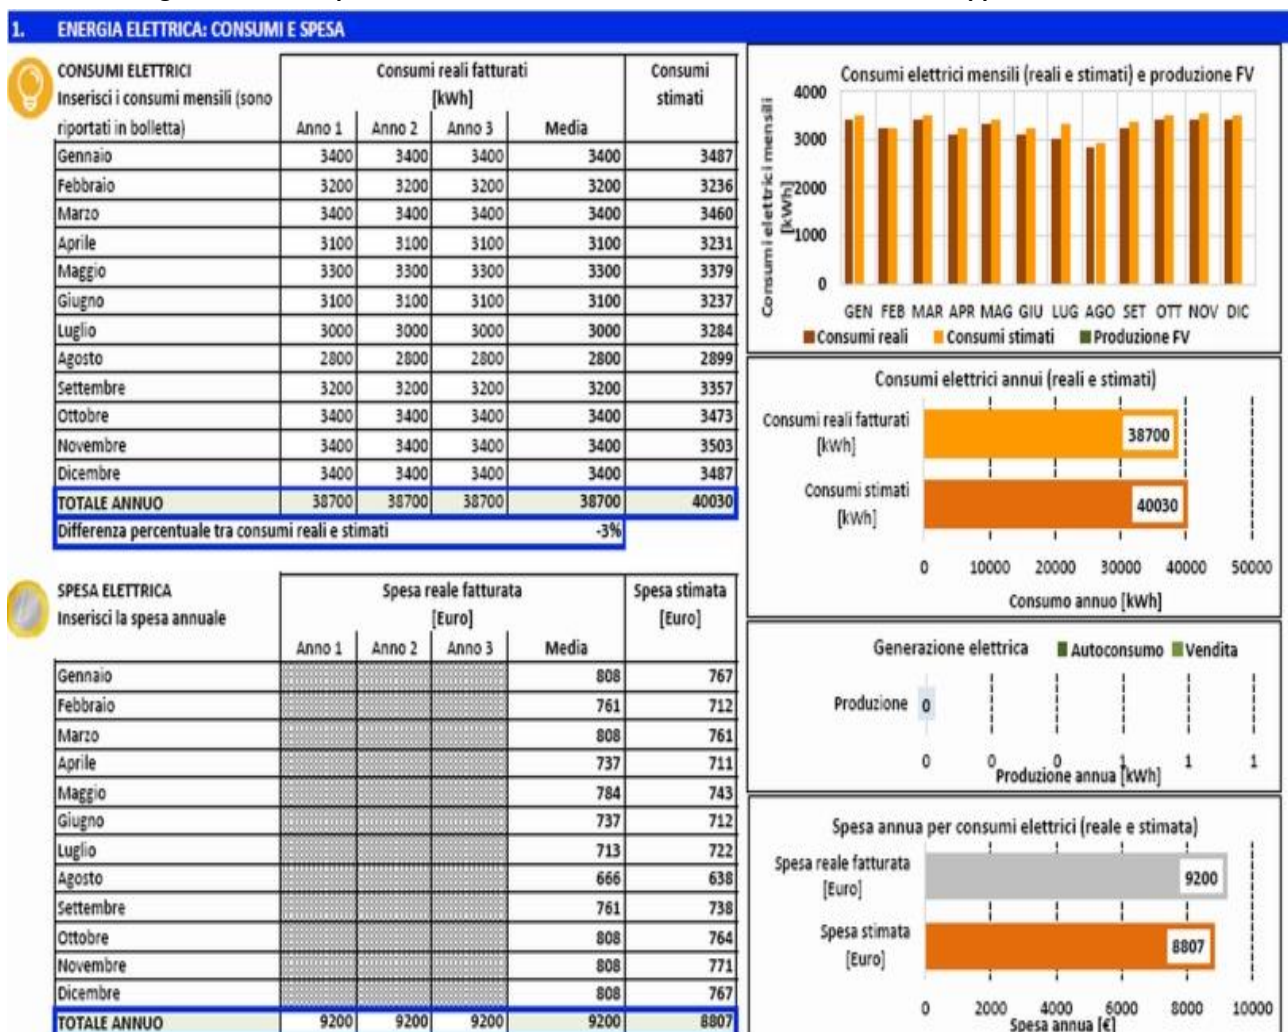 1. ENERGIA ELETTRICA: CONSUMI E SPESA
CONSUMI ELETTRICI
Inserisci i consumi mensili (sono
riportati in bolletta)
Consumi reali fatturati
[kWh]
Consumi
stimati
Anno 1 Anno 2 Anno 3 Media
Gennaio 3400 3400 3400 3400 3487
Febbraio 3200 3200 3200 3200 3236
Marzo 3400 3400 3400 3400 3460
Aprile 3100 3100 3100 3100 3231
Maggio 3300 3300 3300 3300 3379
Giugno 3100 3100 3100 3100 3237
Luglio 3000 3000 3000 3000 3284
Agosto 2800 2800 2800 2800 2899
Settembre 3200 3200 3200 3200 3357
Ottobre 3400 3400 3400 3400 3473
Novembre 3400 3400 3400 3400 3503
Dicembre 3400 3400 3400 3400 3487
TOTALE ANNUO 38700 38700 38700 38700 40030
Differenza percentuale tra consumi reali e stimati -3%
SPESA ELETTRICA
Inserisci la spesa annuale
Spesa reale fatturata
[Euro]
Spesa stimata
[Euro]
Anno 1 Anno 2 Anno 3 Media
Gennaio 808 767
Febbraio 761 712
Marzo 808 761
Aprile 737 711
Maggio 784 743
Giugno 737 712
Luglio 713 722
Agosto 666 638
Settembre 761 738
Ottobre 808 764
Novembre 808 771
Dicembre 808 767
TOTALE ANNUO 9200 9200 9200 9200 8807
Consumi elettrici mensili (reali e stimati) e produzione FV
Consumi elettrici mensili
[kWh]
4000
3000
2000
1000
0
GEN FEB MAR APR MAG GIU LUG AGO SET OTT NOV DIC
Consumi reali Consumi stimati Produzione FV
Consumi elettrici annui (reali e stimati)
Consumi reali fatturati
[kWh]
38700
Consumi stimati
[kWh]
40030
0 10000 20000 30000 40000 50000
Consumo annuo [kWh]
Generazione elettrica Autoconsumo Vendita
Produzione 0
0 0 0 1 1 1
Produzione annua [kWh]
Spesa annua per consumi elettrici (reale e stimata)
Spesa reale fatturata
[Euro]
9200
Spesa stimata
[Euro]
8807
0 2000 4000 6000 8000 10000
Spesa annua [€]